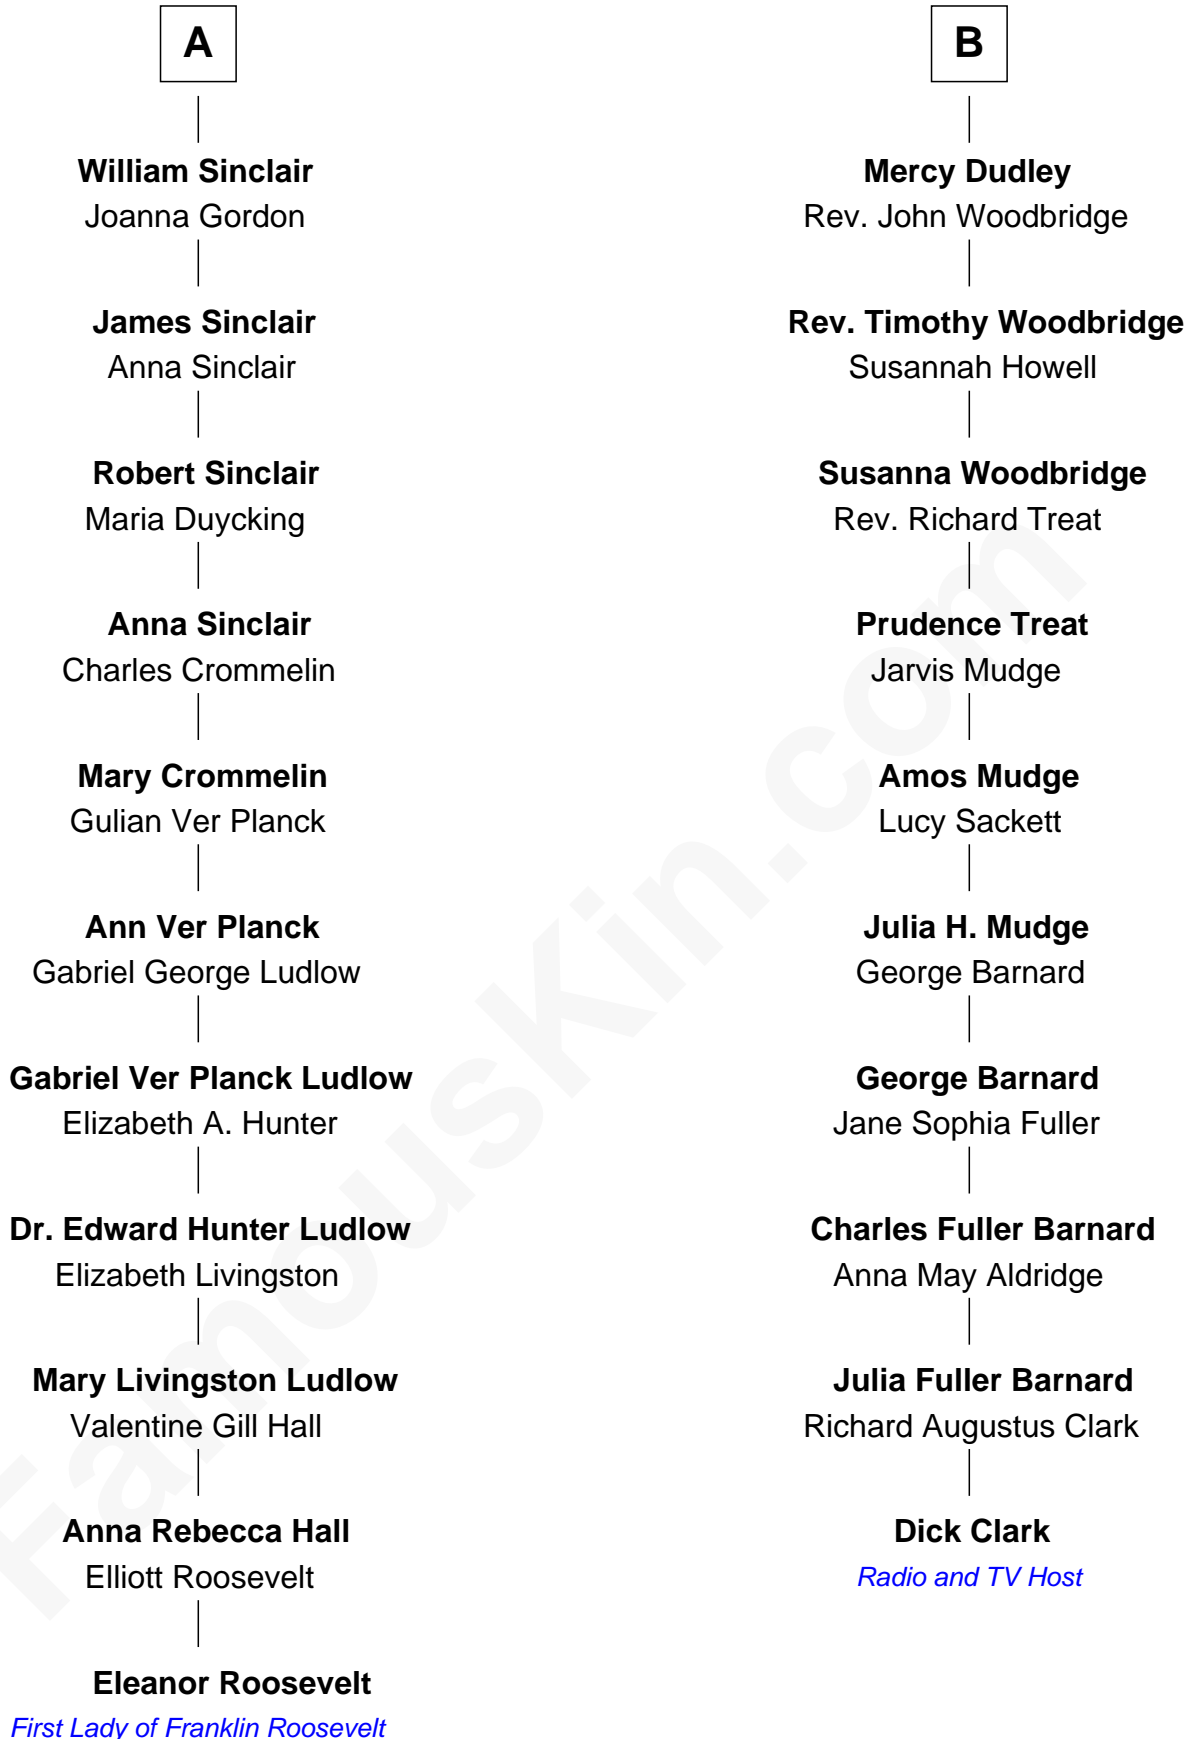 A
William Sinclair
Joanna Gordon
James Sinclair
Anna Sinclair
Robert Sinclair
Maria Duycking
Anna Sinclair
Charles Crommelin
Mary Crommelin
Gulian Ver Planck
Ann Ver Planck
Gabriel George Ludlow
Gabriel Ver Planck Ludlow
Elizabeth A. Hunter
Dr. Edward Hunter Ludlow
Elizabeth Livingston
Mary Livingston Ludlow
Valentine Gill Hall
Anna Rebecca Hall
Elliott Roosevelt
Eleanor Roosevelt
First Lady of Franklin Roosevelt
B
Mercy Dudley
Rev. John Woodbridge
Rev. Timothy Woodbridge
Susannah Howell
Susanna Woodbridge
Rev. Richard Treat
Prudence Treat
Jarvis Mudge
Amos Mudge
Lucy Sackett
Julia H. Mudge
George Barnard
George Barnard
Jane Sophia Fuller
Charles Fuller Barnard
Anna May Aldridge
Julia Fuller Barnard
Richard Augustus Clark
Dick Clark
Radio and TV Host
FamousKin.com